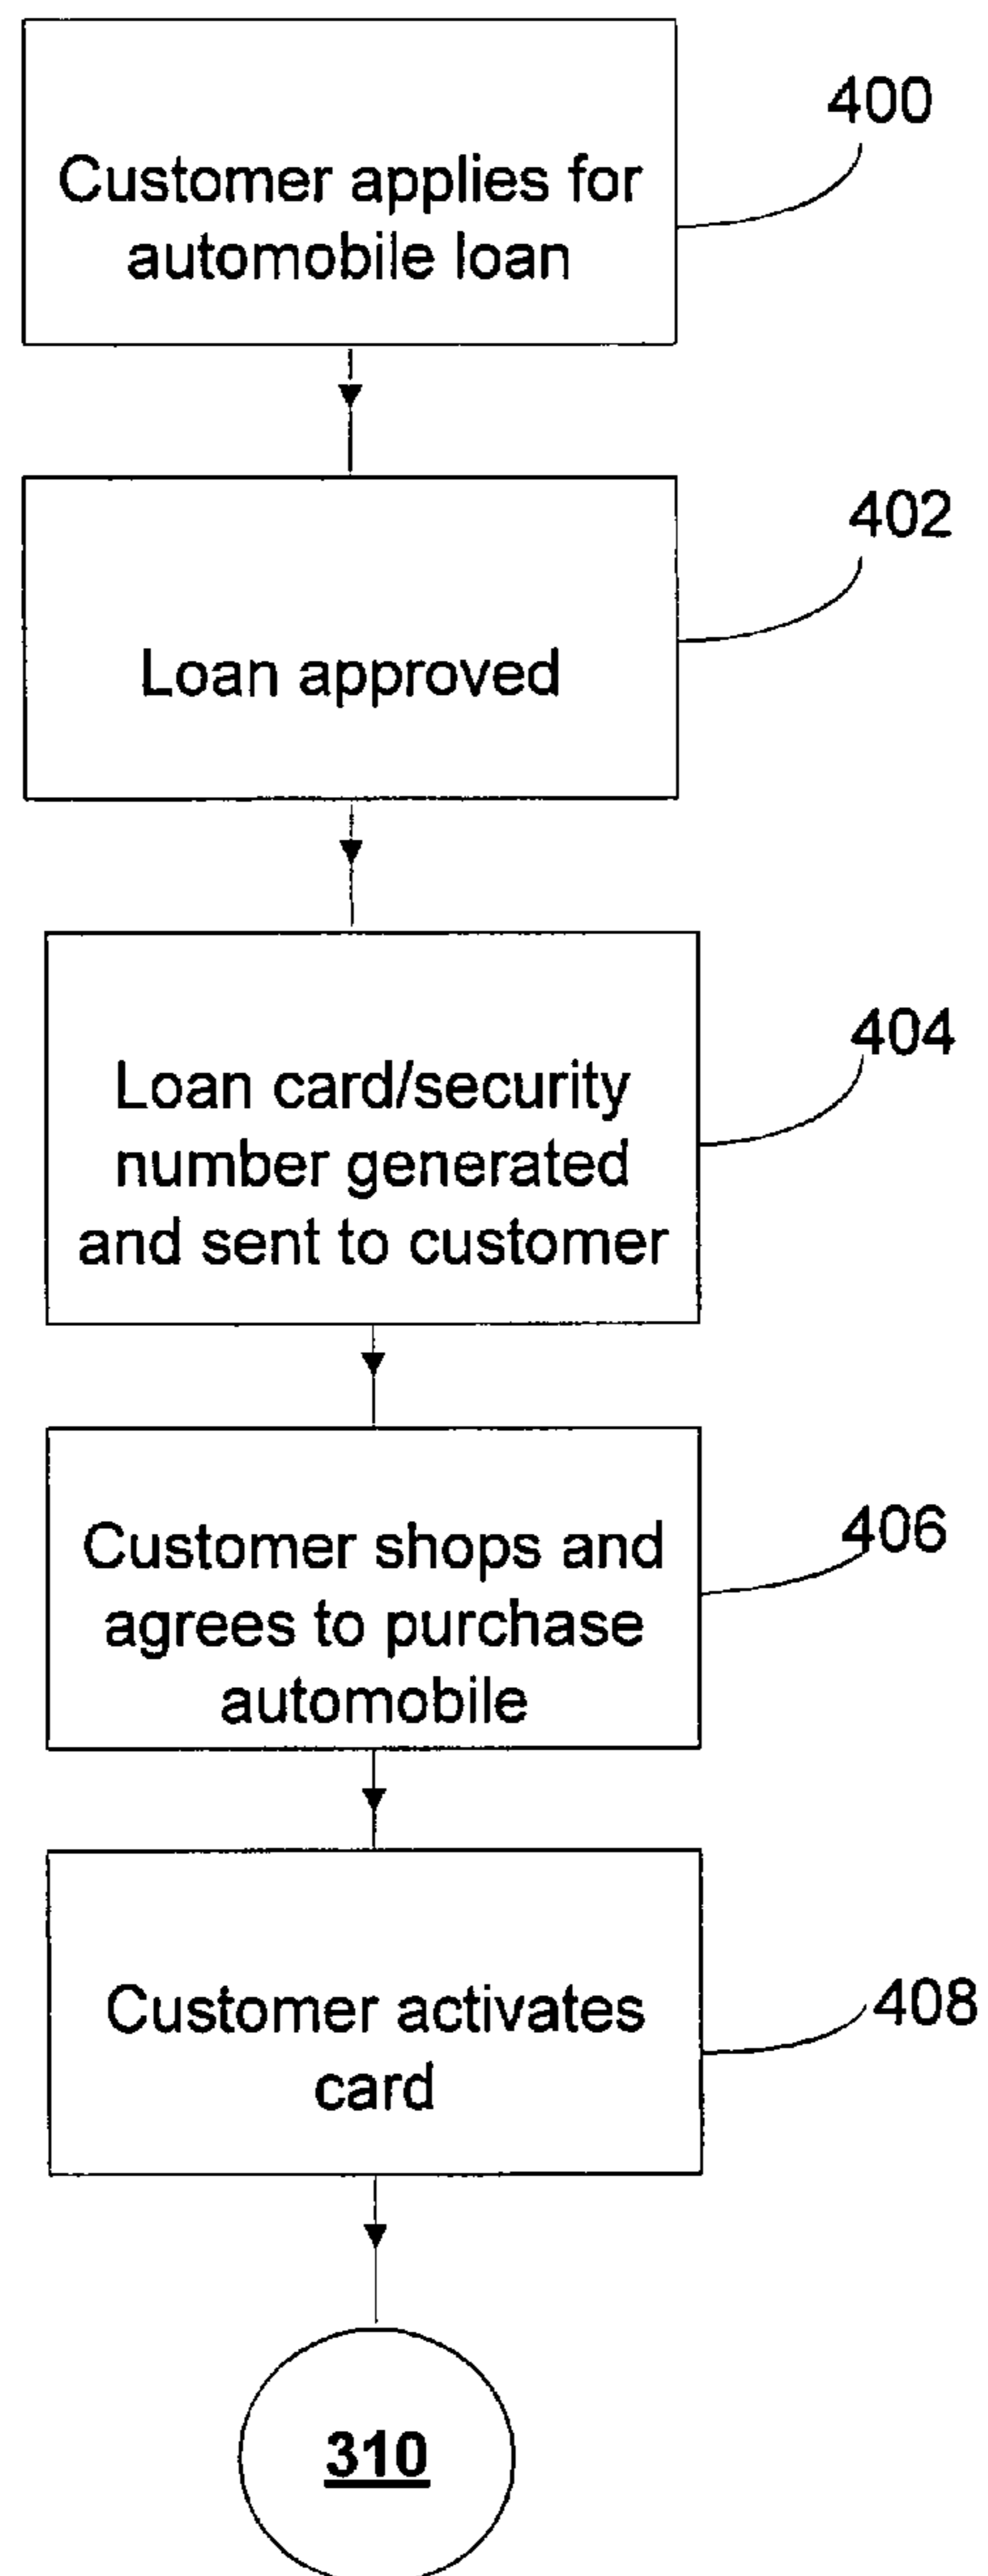 400
Customer applies for
automobile loan
402
Loan approved
404
Loan card/security
number generated
and sent to customer
406
Customer shops and
agrees to purchase
automobile
408
Customer activates
card
310